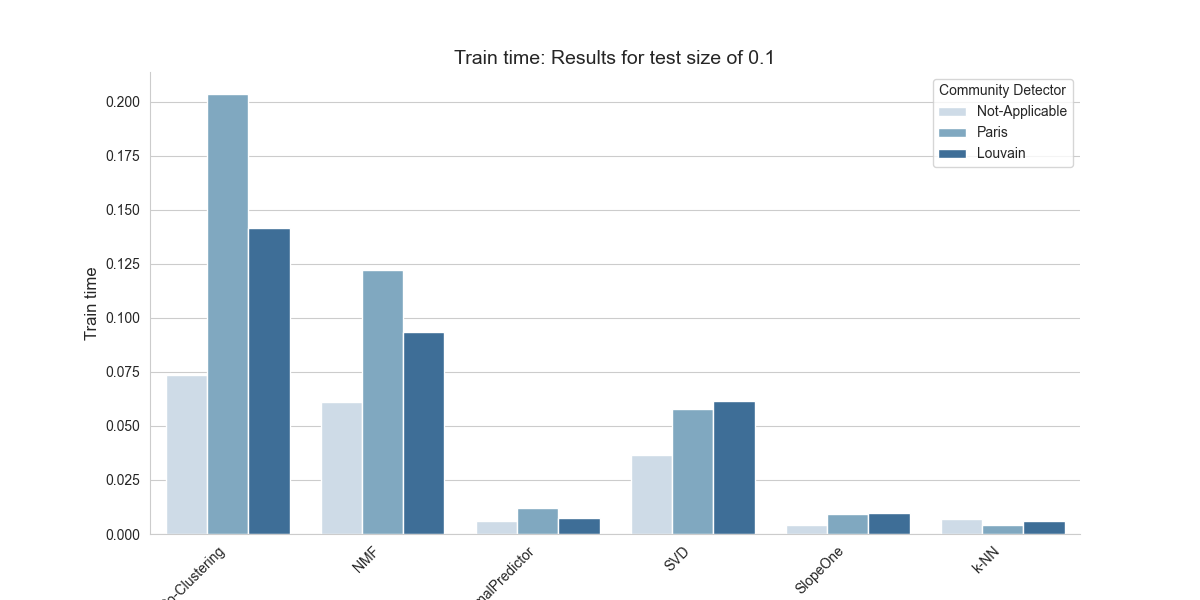 Train time: Results for test size of 0.1
Community Detector
Not-Applicable
Paris
Louvain
Train time
0.200
0.175
0.150
0.125
0.100
0.075
0.050
0.025
0.000
o-Clustering
NMF
malPredictor
SVD
SlopeOne
k-NN